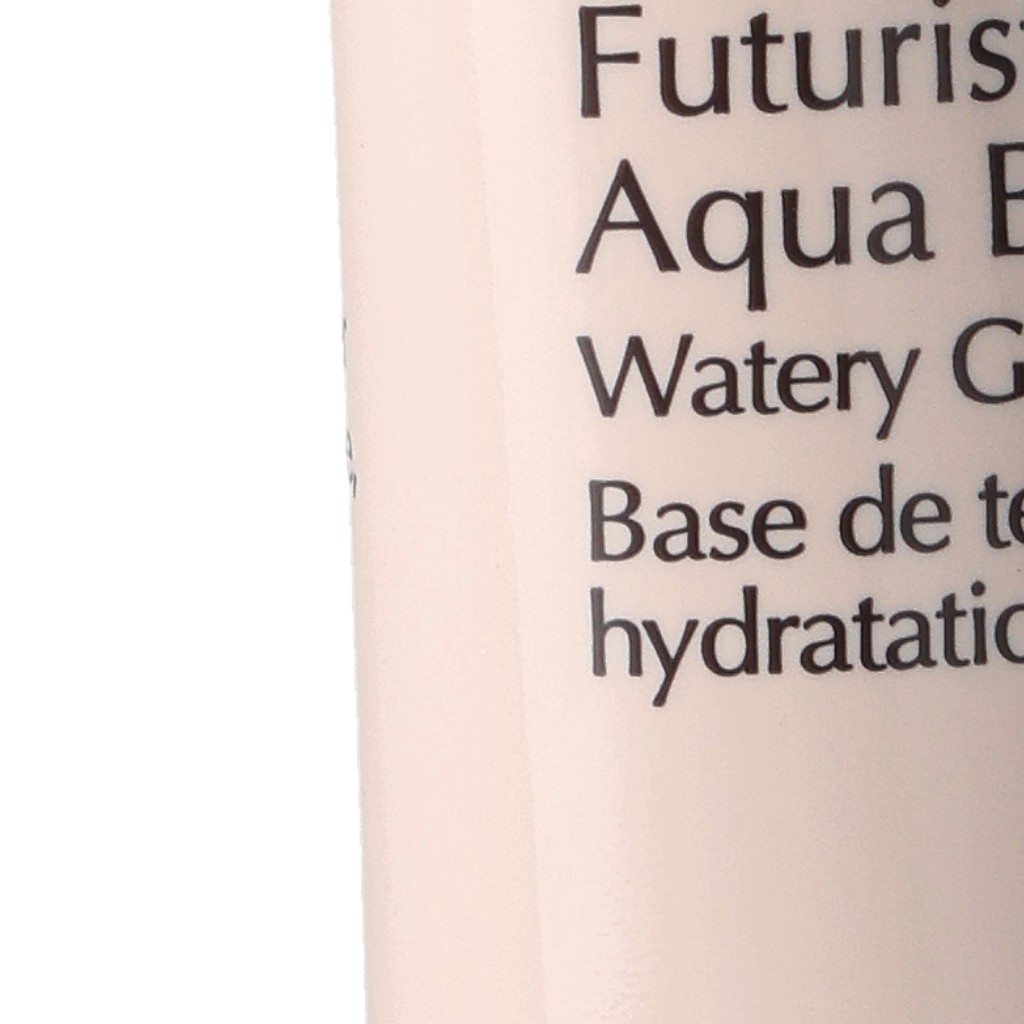 Futuris
Aqua B
Watery G
Base de te
hydratatio